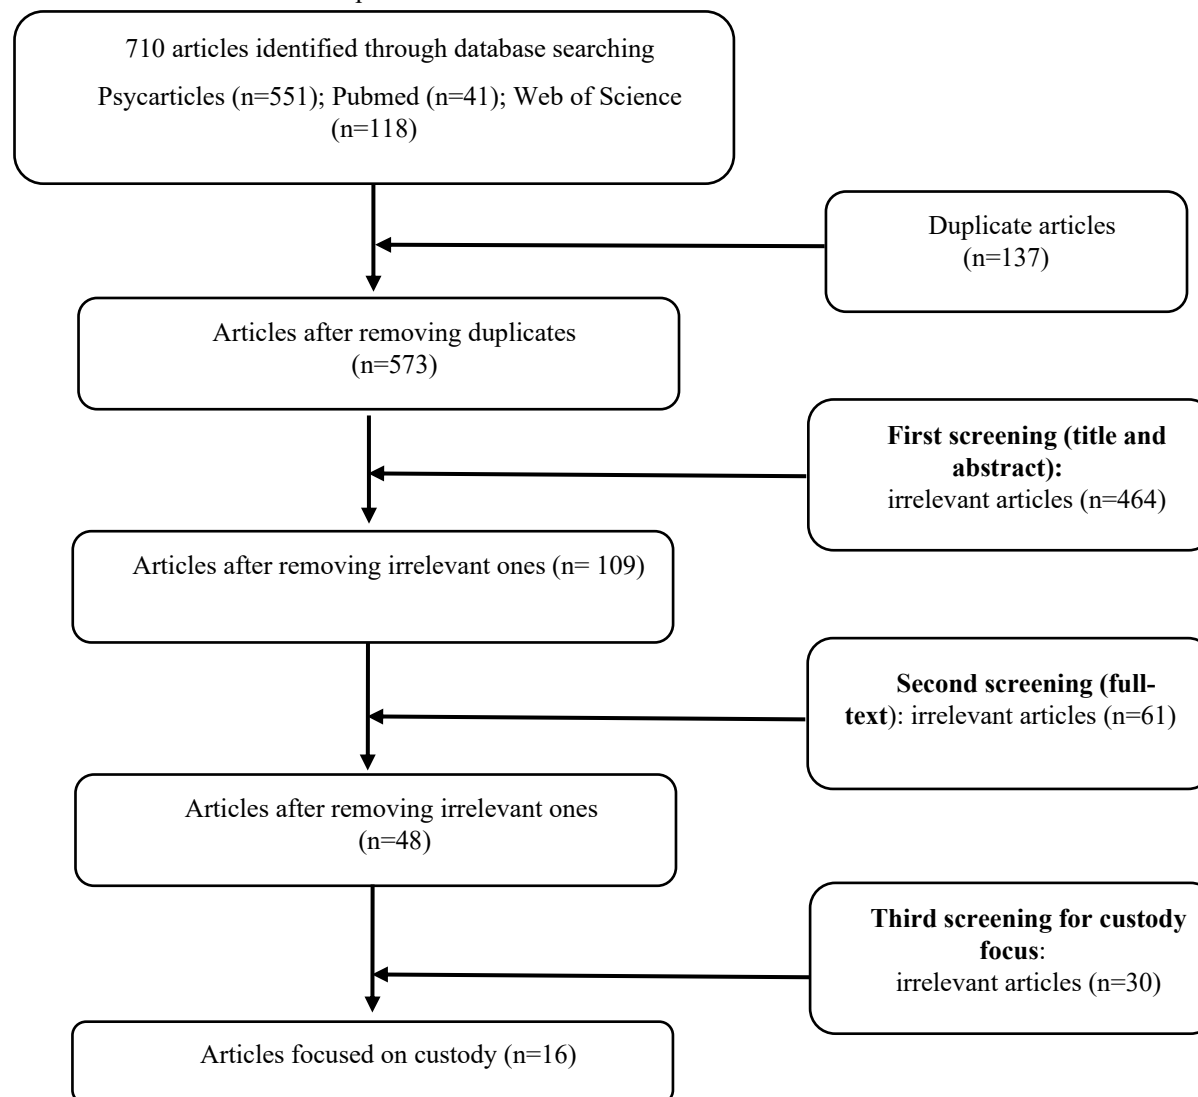 710 articles identified through database searching
Psycarticles (n=551); Pubmed (n=41); Web of Science
(n=118)
Duplicate articles
(n=137)
Articles after removing duplicates
(n=573)
First screening (title and
abstract):
irrelevant articles (n=464)
Articles after removing irrelevant ones (n= 109)
Second screening (full-
text): irrelevant articles (n=61)
Articles after removing irrelevant ones
(n=48)
Third screening for custody
focus:
irrelevant articles (n=30)
Articles focused on custody (n=16)